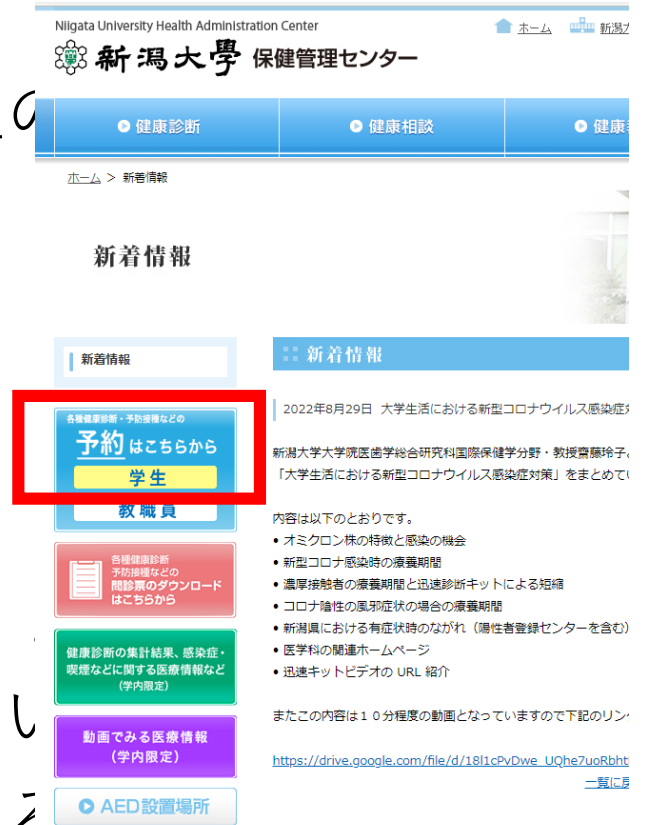 Niigata University Health Administration Center
ホーム
新潟大學 保健管理センター
の
健康診断
健康相談
健康
ホーム > 新着情報
新着情報
新着情報
新着情報
2022年8月29日 大学生活における新型コロナウイルス感染症
各種健康診断・予防接種などの
予約はこちらから
学生
教職員
新潟大学大学院医歯学総合研究科国際保健学分野・教授齋藤玲子
「大学生活における新型コロナウイルス感染症対策」をまとめて
内容は以下のとおりです。
• オミクロン株の特徴と感染の機会
• 新型コロナ感染時の療養期間
• 濃厚接触者の療養期間と迅速診断キットによる短縮
• コロナ陰性の風邪症状の場合の療養期間
• 新潟県における有症状時のながれ（陽性者登録センターを含む）
• 医学科の関連ホームページ
• 迅速キットビデオの URL 紹介
各種健康診断
予防接種などの
問診票のダウンロード
はこちらから
健康診断の集計結果、感染症・
喫煙などに関する医療情報など
（学内限定）
またこの内容は１０分程度の動画となっていますので下記のリン
動画でみる医療情報
（学内限定）
https://drive.google.com/file/d/18l1cPvDwe_UQhe7uoRbht
一覧に戻
AED設置場所